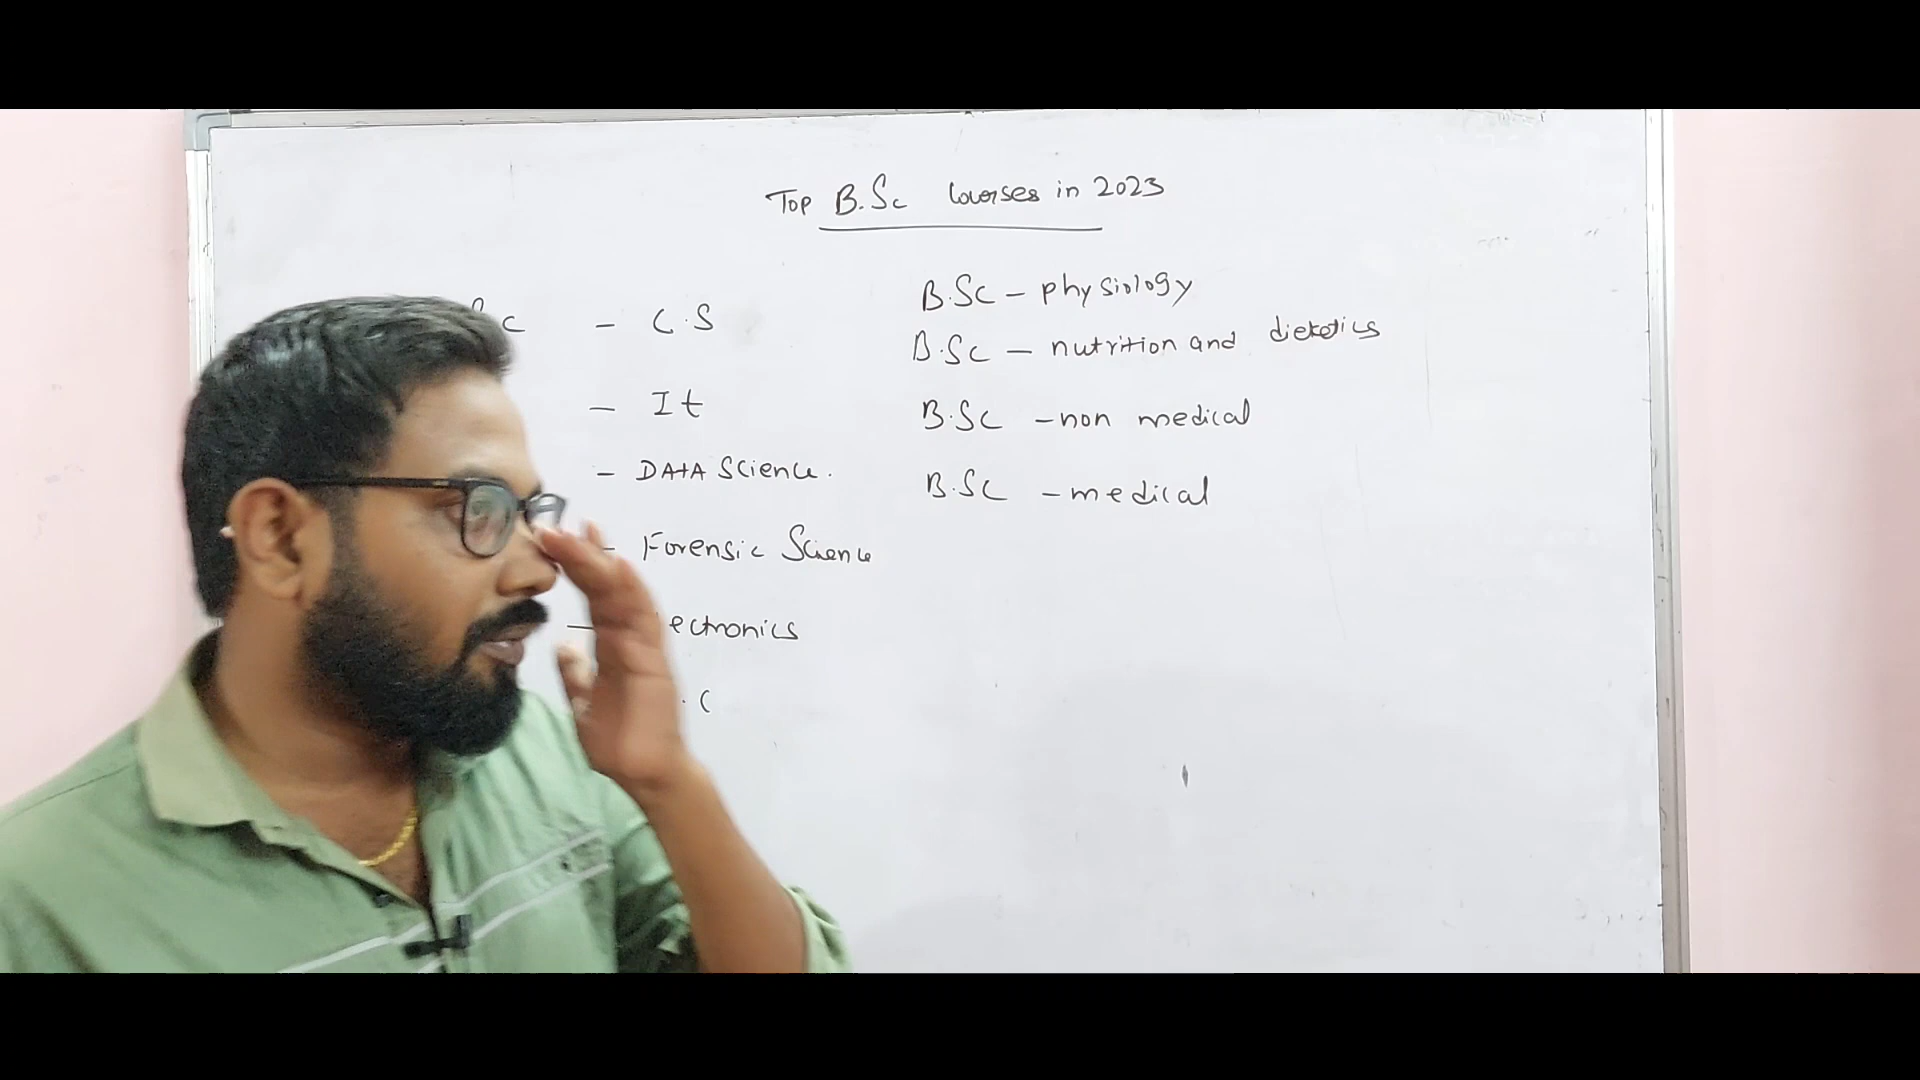 Top B.Sc Courses in 2023
- C.S
- It
- DATA Science.
- Forensic Science
- ectronics
B.Sc - physiology
B.Sc - nutrition and dietetics
B.Sc - non medical
B.Sc - medical